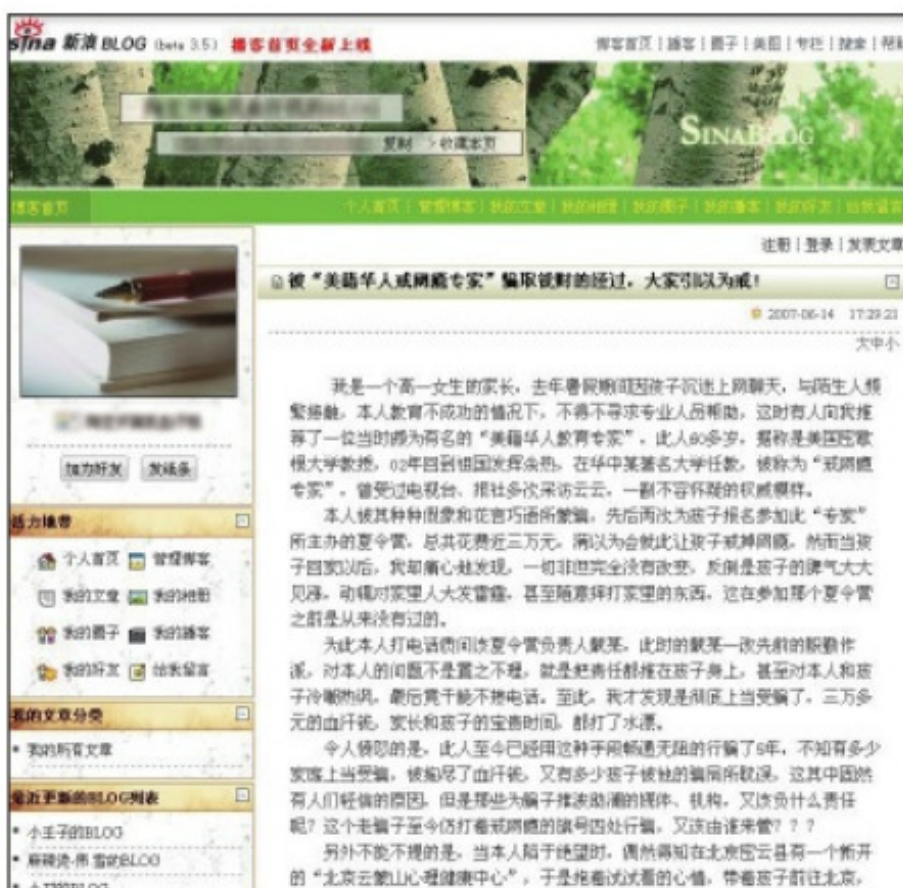 sina 新浪 BLOG (beta 3.5) 播客首页全新上线
博客首页 | 播客 | 圈子 | 美图 | 专栏 | 搜索 | 帮助
复制 > 收藏本页
SINABLOG
博客首页
个人首页 | 管理博客 | 我的文章 | 我的相册 | 我的圈子 | 我的播客 | 我的好友 | 给我留言
注册 | 登录 | 发表文章
被“美籍华人戒网瘾专家”骗取钱财的经过，大家引以为戒！
2007-06-14 17:29:21
大中小
我是一个高一女生的家长，去年暑假期间因孩子沉迷上网聊天，与陌生人频
繁接触，本人教育不成功的情况下，不得不寻求专业人员帮助，这时有人向我推
荐了一位当时颇为有名的“美籍华人教育专家”，此人60多岁，据称是美国
大学教授，02年回到祖国发挥余热，在华中某著名大学任教，被称为“戒网瘾
专家”，曾受过电视台、报社多次采访云云，一副不容怀疑的权威模样。
本人被其种种假象和花言巧语所蒙骗，先后两次为孩子报名参加此“专家”
所主办的夏令营，总共花费近三万元，满以为会就此让孩子戒掉网瘾，然而当孩
子回家以后，我却痛心地发现，一切非但完全没有改变，反倒是孩子的脾气大大
见涨，动辄对家里人大发雷霆，甚至随意摔打家里的东西，这在参加那个夏令营
之前是从来没有过的。
为此本人打电话质问该夏令营负责人戴某，此时的戴某一改先前的殷勤作
派，对本人的问题不是置之不理，就是把责任都推在孩子身上，甚至对本人和孩
子冷嘲热讽，最后竟干脆不接电话。至此，我才发现是彻底上当受骗了，三万多
元的血汗钱，家长和孩子的宝贵时间，都打了水漂。
令人愤怒的是，此人至今已经用这种手段畅通无阻的行骗了5年，不知有多少
家庭上当受骗，被掏尽了血汗钱，又有多少孩子被他的骗局所耽误，这其中固然
有人们轻信的原因，但是那些为骗子推波助澜的媒体、机构，又该负什么责任
呢？这个老骗子至今仍打着戒网瘾的旗号四处行骗，又该由谁来管？？？
另外不能不提的是，当本人陷于绝望时，偶然得知在北京密云县有一个新开
的“北京云蒙山心理健康中心”，于是抱着试试看的心情，带着孩子前往北京，
加为好友 发纸条
活力地带
个人首页 管理博客
我的文章 我的相册
我的圈子 我的播客
我的好友 给我留言
我的文章分类
• 我的所有文章
最近更新的BLOG列表
• 小王子的BLOG